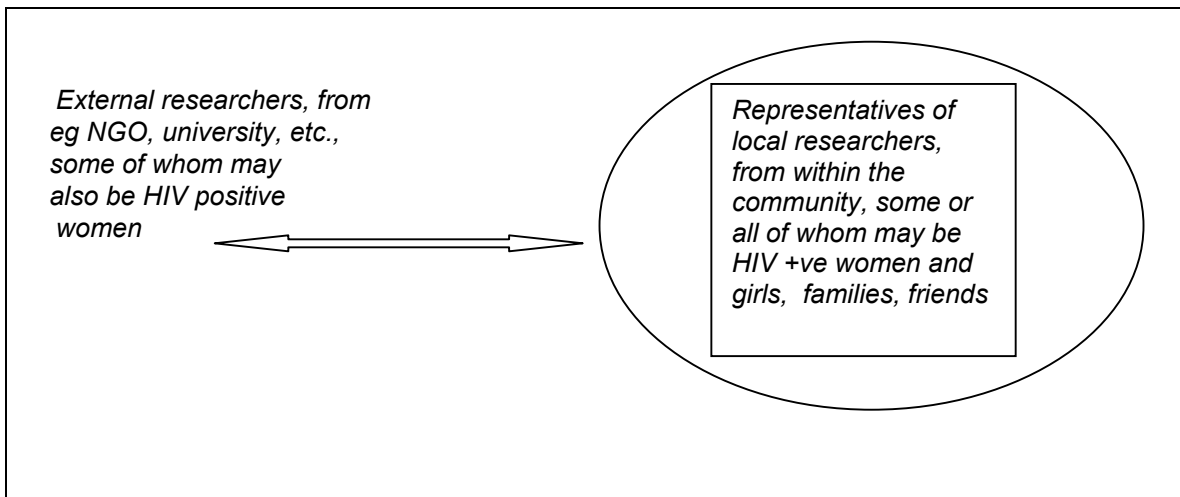 External researchers, from
eg NGO, university, etc.,
some of whom may
also be HIV positive
women
Representatives of
local researchers,
from within the
community, some or
all of whom may be
HIV +ve women and
girls, families, friends